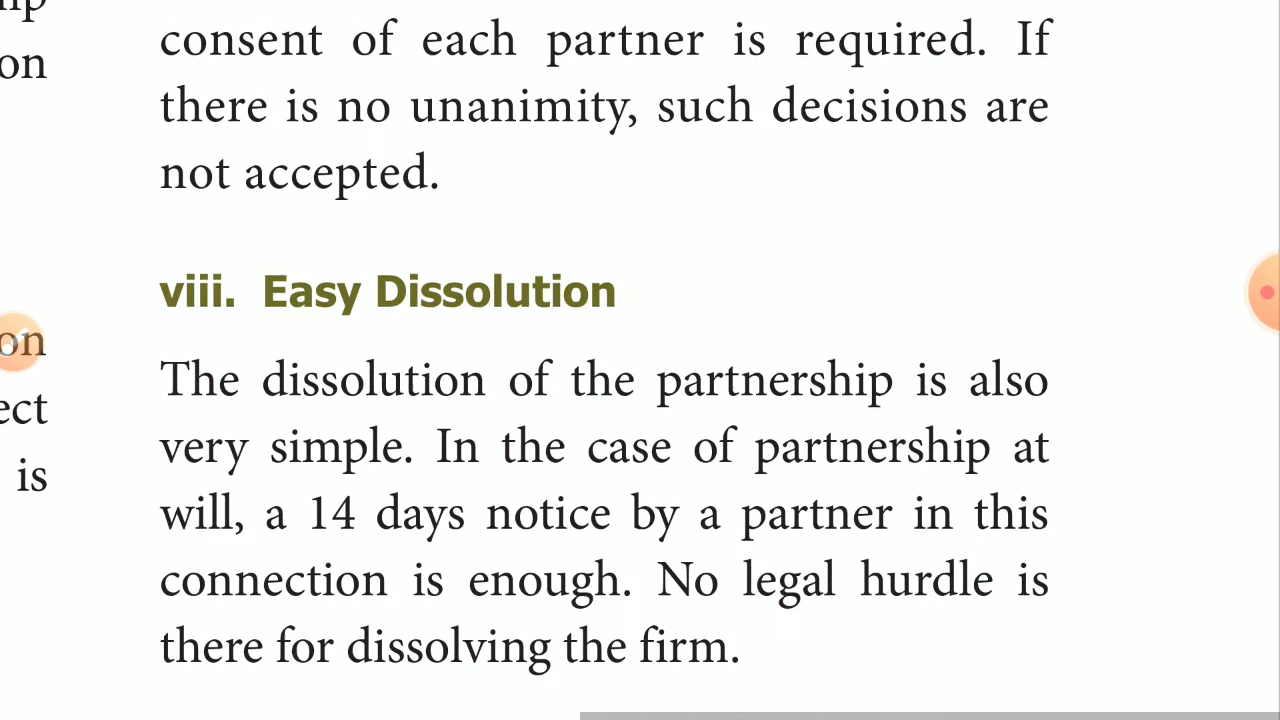 consent of each partner is required. If
there is no unanimity, such decisions are
not accepted.
viii. Easy Dissolution
The dissolution of the partnership is also
very simple. In the case of partnership at
will, a 14 days notice by a partner in this
connection is enough. No legal hurdle is
there for dissolving the firm.
on
on
ect
is